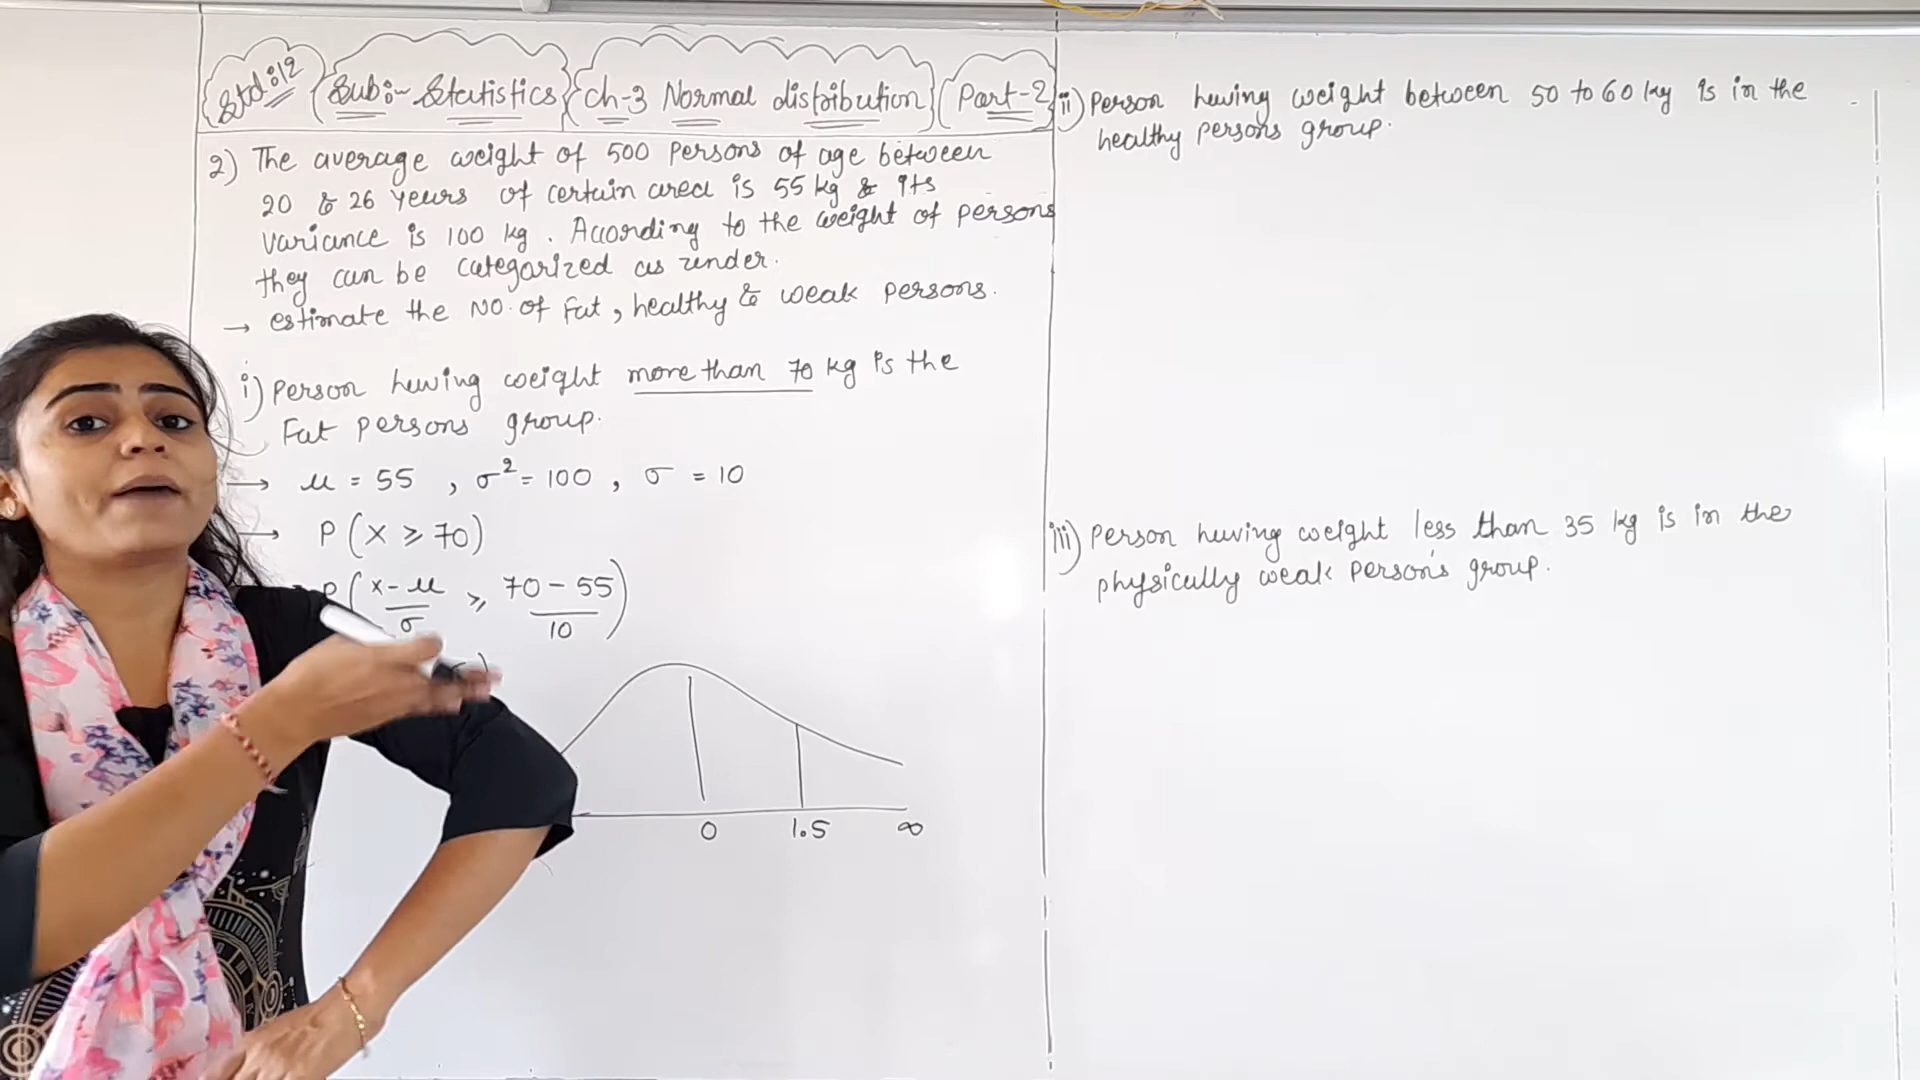 Std:12 Sub:- Statistics Ch-3 Normal distribution Part-2
2) The average weight of 500 persons of age between
20 & 26 years of certain area is 55 kg & its
variance is 100 kg. According to the weight of persons
they can be categorized as under.
→ estimate the No. of Fat, healthy & weak persons.
i) Person having weight more than 70 kg is the
Fat persons group.
→ μ = 55 , σ² = 100 , σ = 10
→ P(X ≥ 70)
P(x-μ/σ ≥ 70-55/10)
0 1.5 ∞
ii) Person having weight between 50 to 60 kg is in the
healthy persons group.
iii) Person having weight less than 35 kg is in the
physically weak person's group.